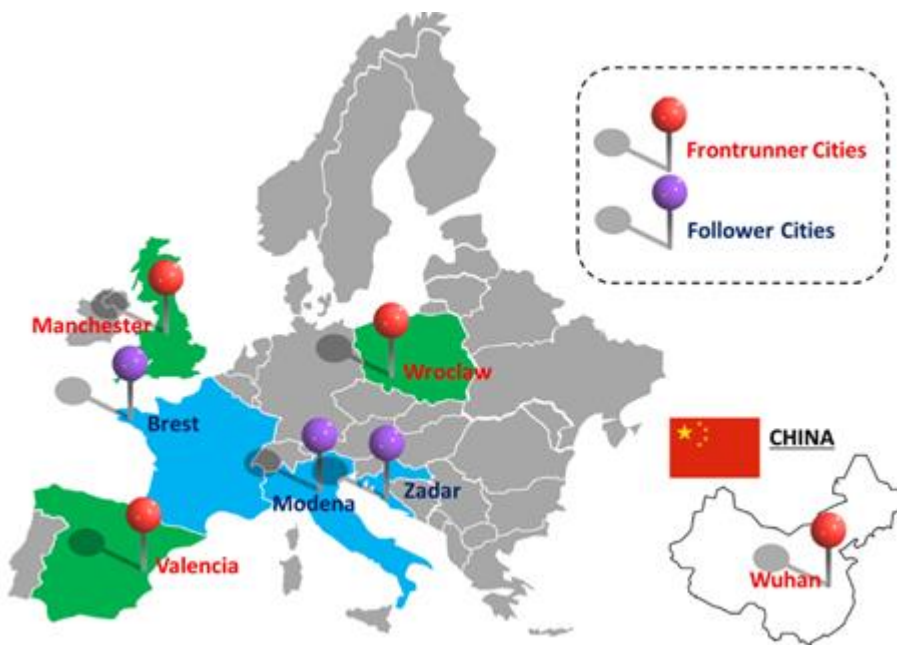 Frontrunner Cities
Follower Cities
Manchester
Wroclaw
Brest
CHINA
Modena
Zadar
Valencia
Wuhan